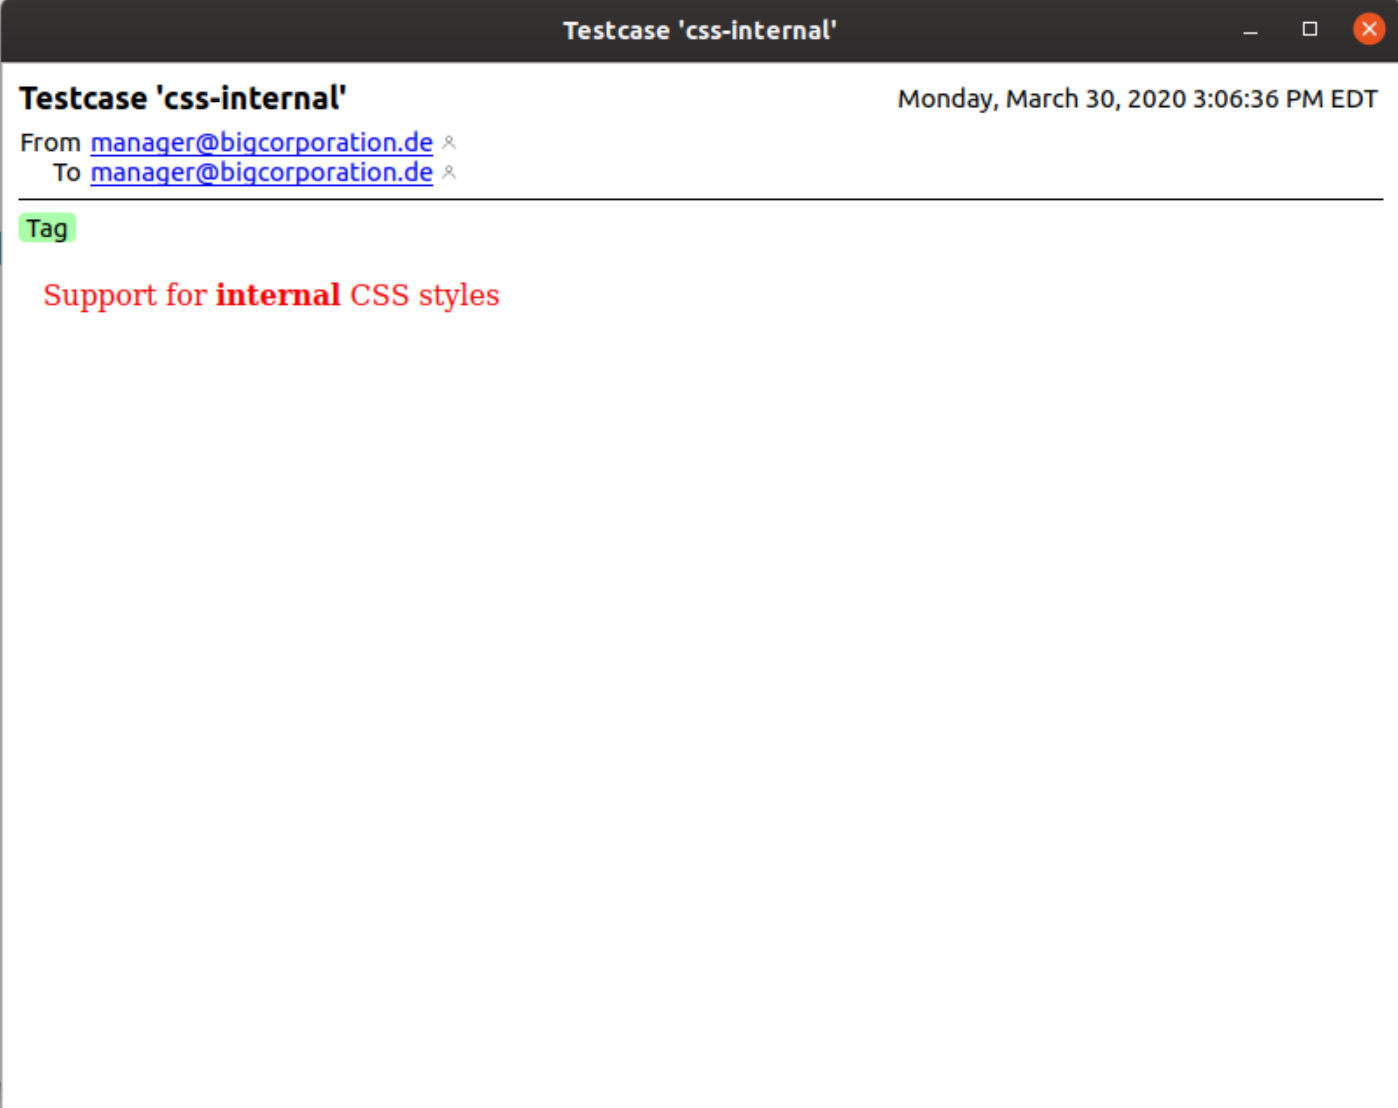 Testcase 'css-internal'
Testcase 'css-internal' Monday, March 30, 2020 3:06:36 PM EDT
From manager@bigcorporation.de
To manager@bigcorporation.de
Tag
Support for internal CSS styles